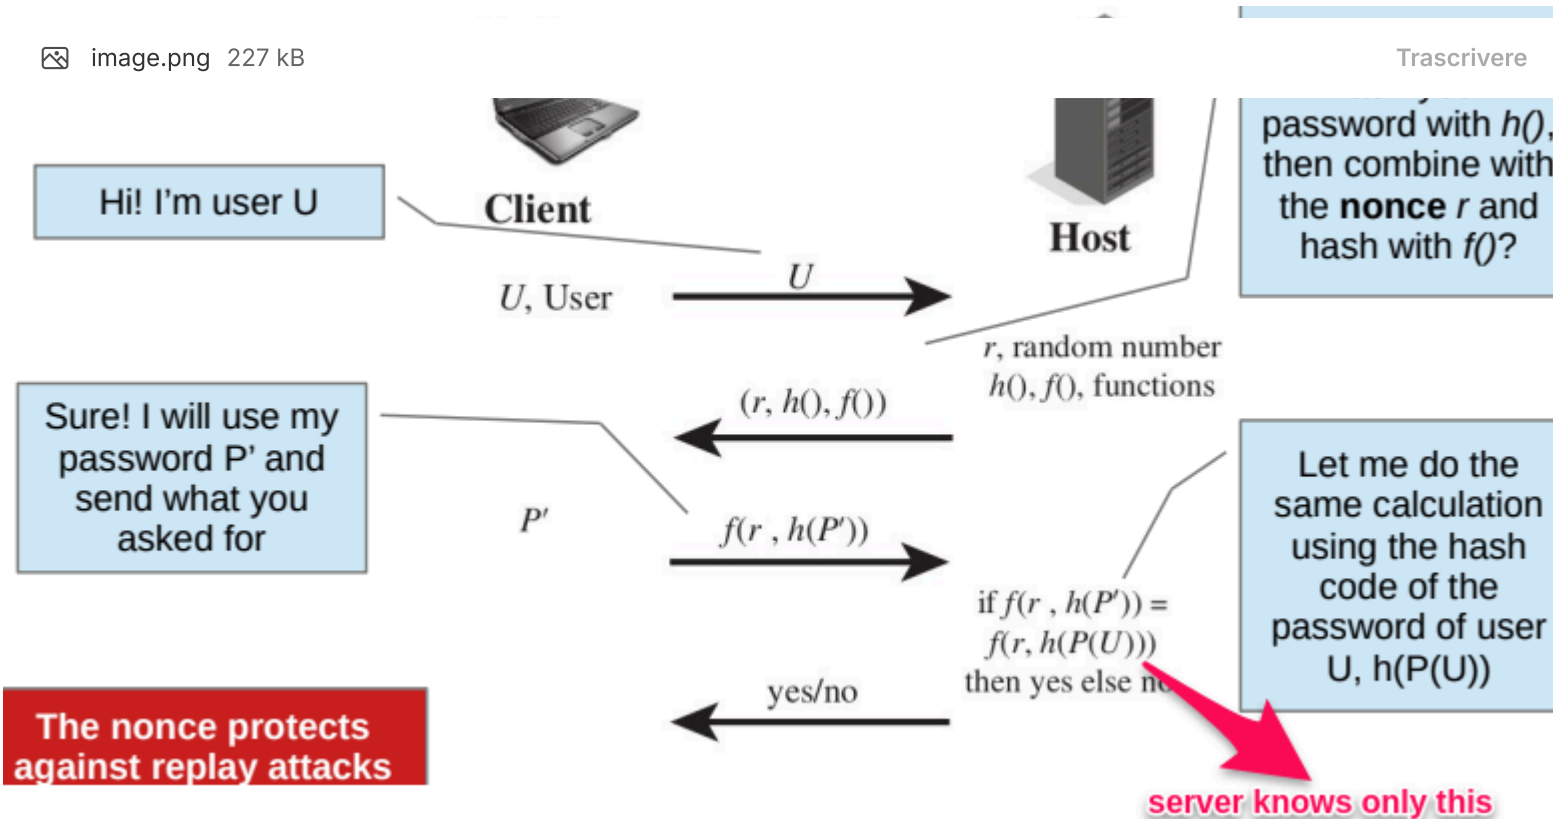 image.png 227 kB
Trascrivere
password with h(),
then combine with
the nonce r and
hash with f()?
Hi! I'm user U
Client
Host
U
U, User
r, random number
h(), f(), functions
(r, h(), f())
Sure! I will use my
password P' and
send what you
asked for
P'
f(r , h(P'))
Let me do the
same calculation
using the hash
code of the
password of user
U, h(P(U))
if f(r , h(P')) =
f(r, h(P(U)))
then yes else no
yes/no
The nonce protects
against replay attacks
server knows only this